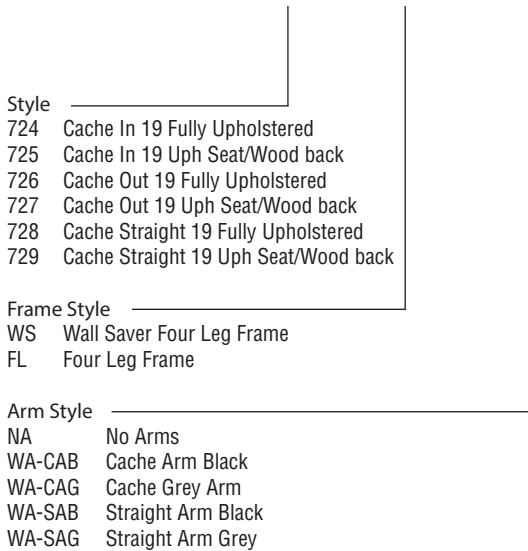 Style
724 Cache In 19 Fully Upholstered
725 Cache In 19 Uph Seat/Wood back
726 Cache Out 19 Fully Upholstered
727 Cache Out 19 Uph Seat/Wood back
728 Cache Straight 19 Fully Upholstered
729 Cache Straight 19 Uph Seat/Wood back
Frame Style
WS Wall Saver Four Leg Frame
FL Four Leg Frame
Arm Style
NA No Arms
WA-CAB Cache Arm Black
WA-CAG Cache Grey Arm
WA-SAB Straight Arm Black
WA-SAG Straight Arm Grey